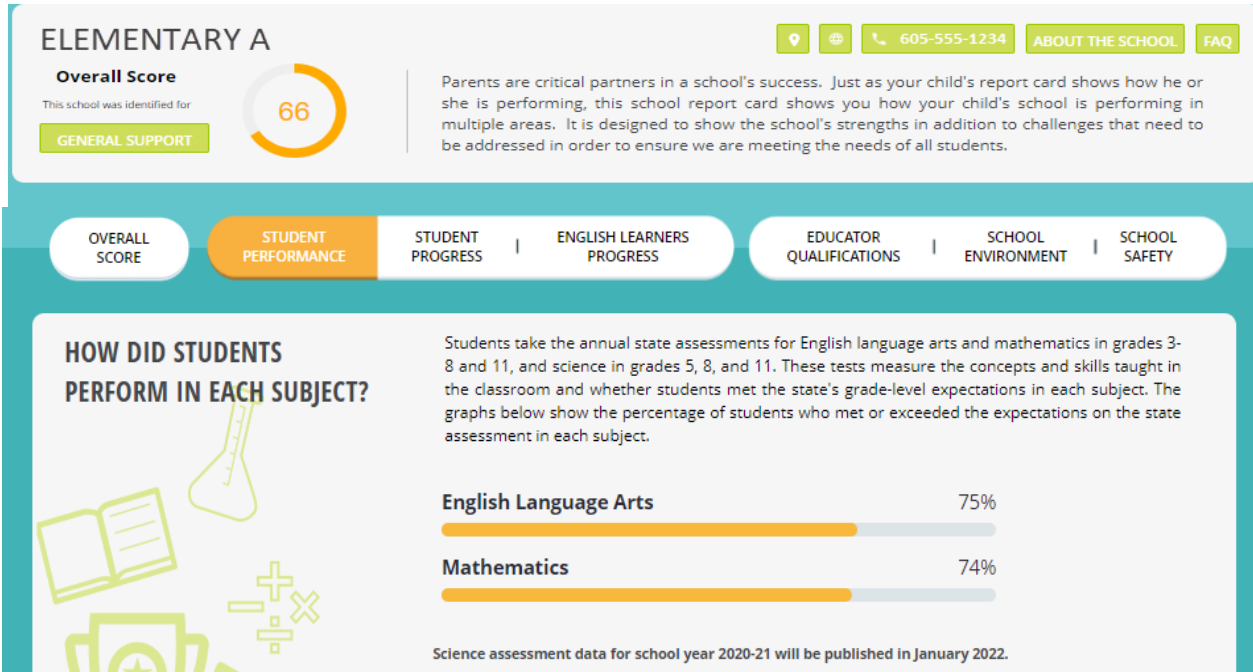 ELEMENTARY A
605-555-1234
ABOUT THE SCHOOL
FAQ
Overall Score
This school was identified for
GENERAL SUPPORT
66
Parents are critical partners in a school's success. Just as your child's report card shows how he or
she is performing, this school report card shows you how your child's school is performing in
multiple areas. It is designed to show the school's strengths in addition to challenges that need to
be addressed in order to ensure we are meeting the needs of all students.
OVERALL
SCORE
STUDENT
PERFORMANCE
STUDENT
PROGRESS
ENGLISH LEARNERS
PROGRESS
EDUCATOR
QUALIFICATIONS
SCHOOL
ENVIRONMENT
SCHOOL
SAFETY
HOW DID STUDENTS
PERFORM IN EACH SUBJECT?
Students take the annual state assessments for English language arts and mathematics in grades 3-
8 and 11, and science in grades 5, 8, and 11. These tests measure the concepts and skills taught in
the classroom and whether students met the state's grade-level expectations in each subject. The
graphs below show the percentage of students who met or exceeded the expectations on the state
assessment in each subject.
English Language Arts 75%
Mathematics 74%
Science assessment data for school year 2020-21 will be published in January 2022.